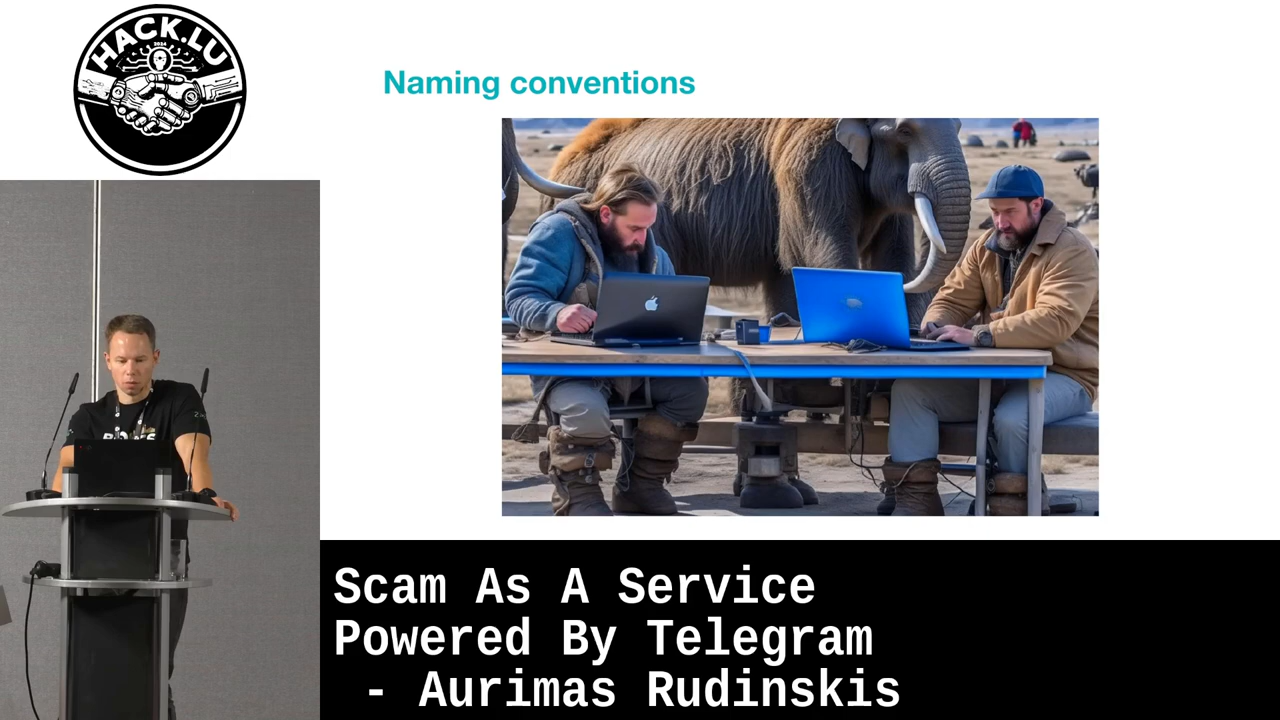 HACK.LU
2024
Naming conventions
Scam As A Service
Powered By Telegram
- Aurimas Rudinskis